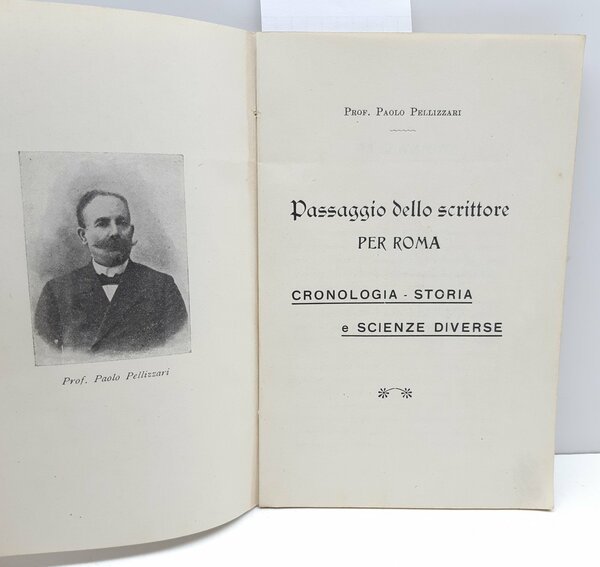 Prof. Paolo Pellizzari
Prof. Paolo Pellizzari
Passaggio dello scrittore
PER ROMA
CRONOLOGIA - STORIA
e SCIENZE DIVERSE